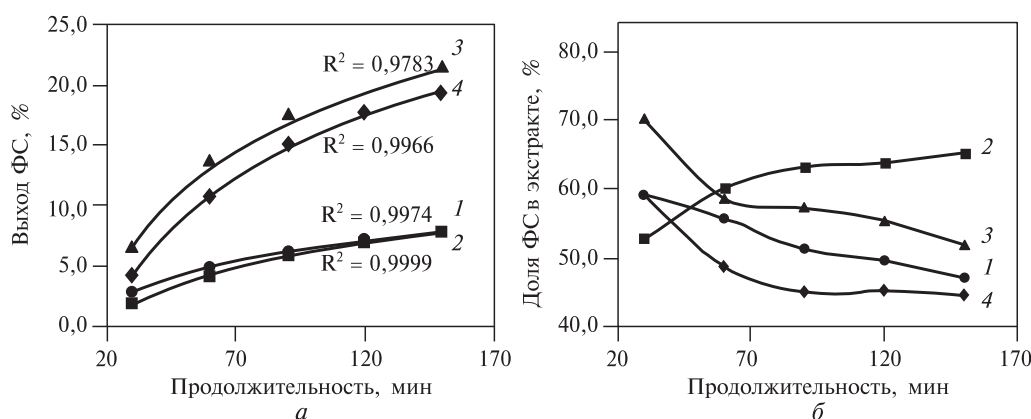 Выход ФС, %
25,0
20,0
15,0
10,0
5,0
0,0
R² = 0,9783
3
4
R² = 0,9966
R² = 0,9974
1
2
R² = 0,9999
20
70
120
170
Продолжительность, мин
а
Доля ФС в экстракте, %
80,0
70,0
60,0
50,0
40,0
2
3
1
4
20
70
120
170
Продолжительность, мин
б